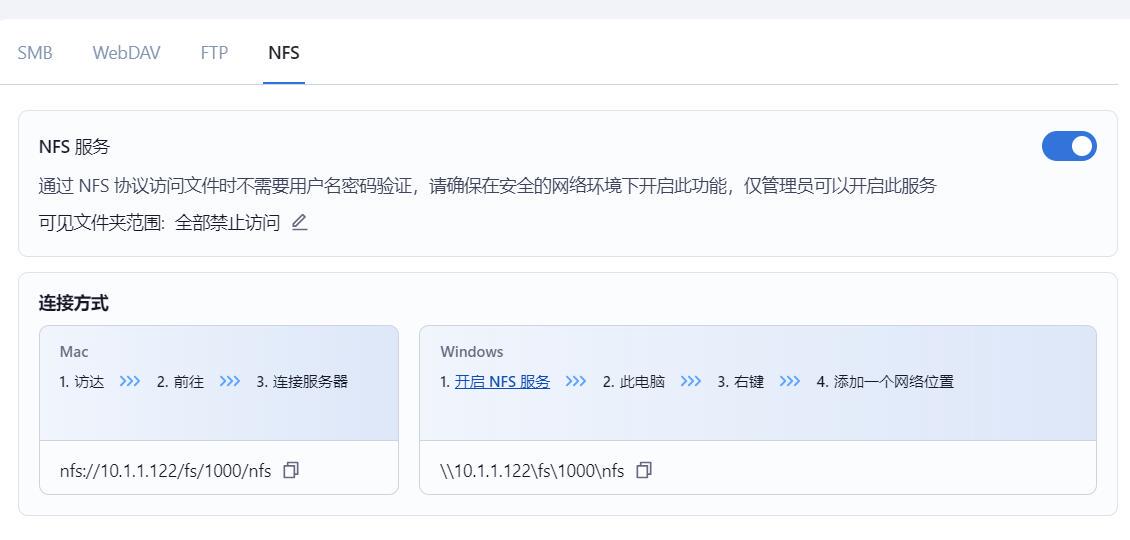 SMB WebDAV FTP NFS
NFS 服务
通过 NFS 协议访问文件时不需要用户名密码验证，请确保在安全的网络环境下开启此功能，仅管理员可以开启此服务
可见文件夹范围: 全部禁止访问
连接方式
Mac
1. 访达 2. 前往 3. 连接服务器
nfs://10.1.1.122/fs/1000/nfs
Windows
1. 开启 NFS 服务 2. 此电脑 3. 右键 4. 添加一个网络位置
\\10.1.1.122\fs\1000\nfs